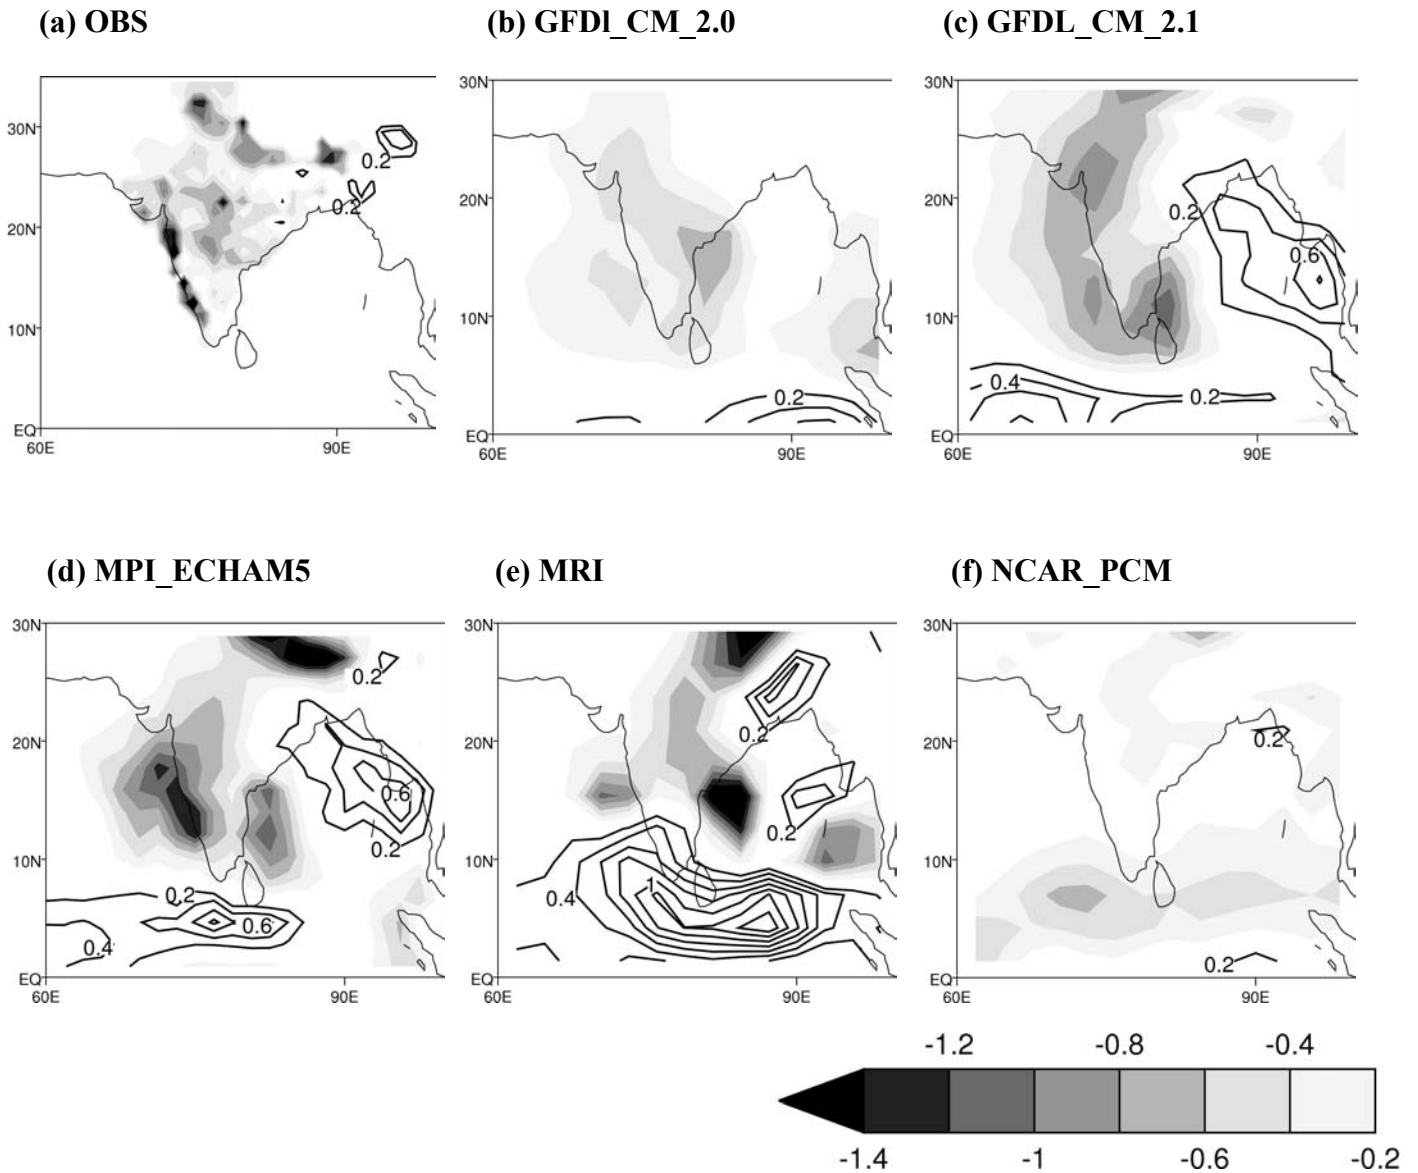 (a) OBS (b) GFDl_CM_2.0 (c) GFDL_CM_2.1
30N 30N
30N
0.2
0.2 0.2
20N 20N 20N
0.6
10N 10N 10N
0.2 0.4 0.2
EQ EQ EQ
60E 90E 60E 90E 60E 90E
(d) MPI_ECHAM5 (e) MRI (f) NCAR_PCM
30N 30N 30N
0.2
20N 0.2 20N 0.2 20N
0.6
0.2 0.2
10N 10N 10N
0.2 0.4 1
0.4 0.6
EQ EQ 0.2 EQ
60E 90E 60E 90E 60E 90E
-1.2 -0.8 -0.4
-1.4 -1 -0.6 -0.2